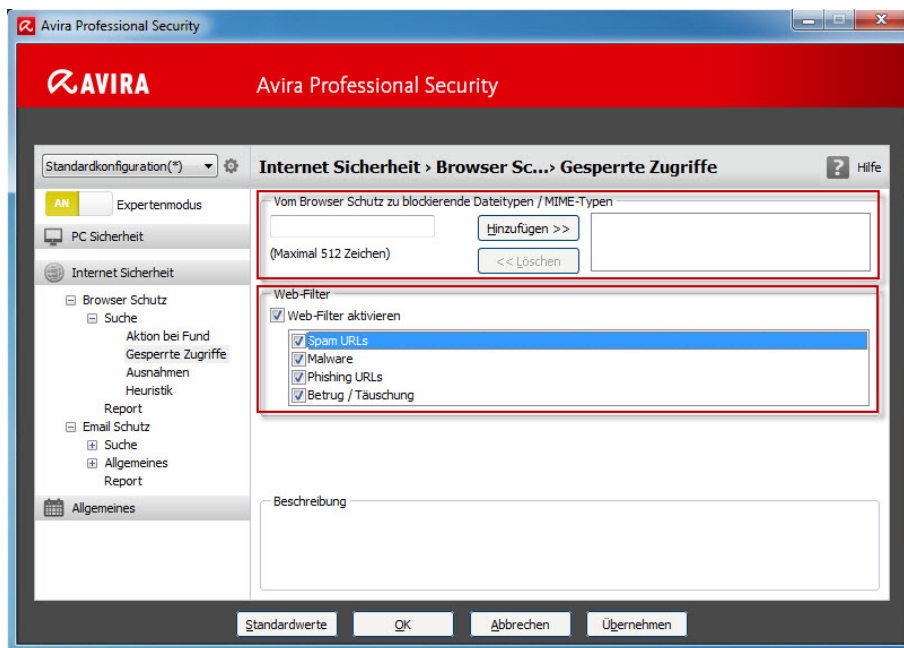 Avira Professional Security
AVIRA Avira Professional Security
Standardkonfiguration(*)
Internet Sicherheit › Browser Sc...› Gesperrte Zugriffe
? Hilfe
AN Expertenmodus
PC Sicherheit
Internet Sicherheit
Browser Schutz
Suche
Aktion bei Fund
Gesperrte Zugriffe
Ausnahmen
Heuristik
Report
Email Schutz
Suche
Allgemeines
Report
Allgemeines
Vom Browser Schutz zu blockierende Dateitypen / MIME-Typen
Hinzufügen >>
(Maximal 512 Zeichen)
<< Löschen
Web-Filter
Web-Filter aktivieren
Spam URLs
Malware
Phishing URLs
Betrug / Täuschung
Beschreibung
Standardwerte OK Abbrechen Übernehmen